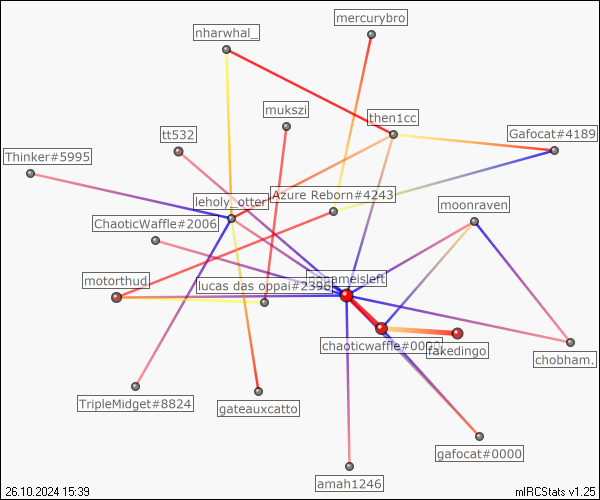 mercurybro
nharwhal_
mukszi
then1cc
tt532
Gafocat#4189
Thinker#5995
Azure Reborn#4243
leholy_otter
moonraven
ChaoticWaffle#2006
motorthud
lucas das oppai#2396
chaoticwaffle#0000
fakedingo
chobham.
TripleMidget#8824
gateauxcatto
gafocat#0000
amah1246
26.10.2024 15:39
mIRCStats v1.25